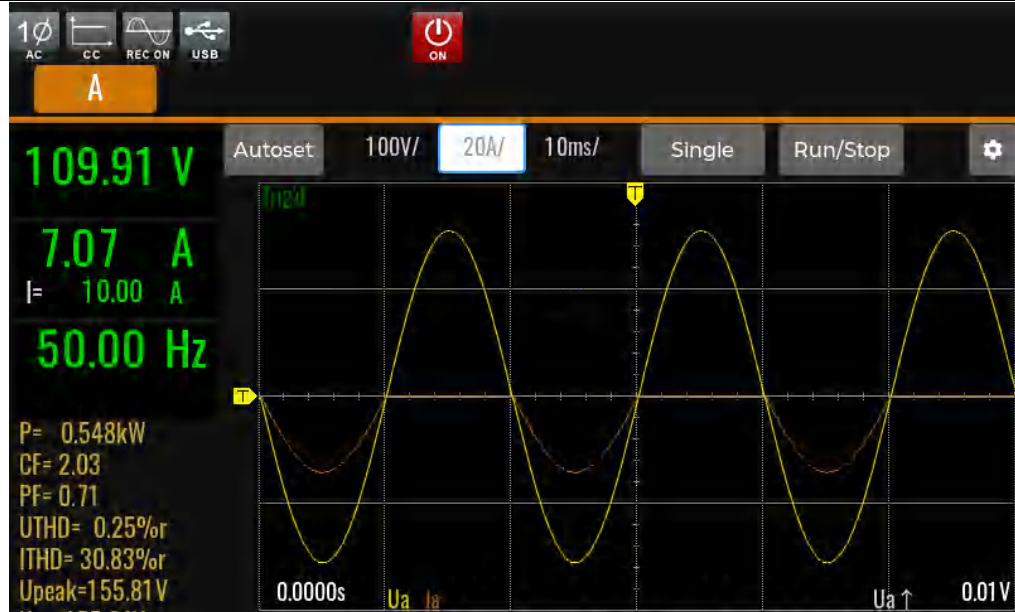 1Ø
AC
CC
REC ON
USB
ON
A
109.91 V
7.07 A
I= 10.00 A
50.00 Hz
P= 0.548kW
CF= 2.03
PF= 0.71
UTHD= 0.25%r
ITHD= 30.83%r
Upeak=155.81V
Autoset 100V/ 20A/ 10ms/ Single Run/Stop
Trig'd
T
T
0.0000s Ua Ia Ua↑ 0.01V